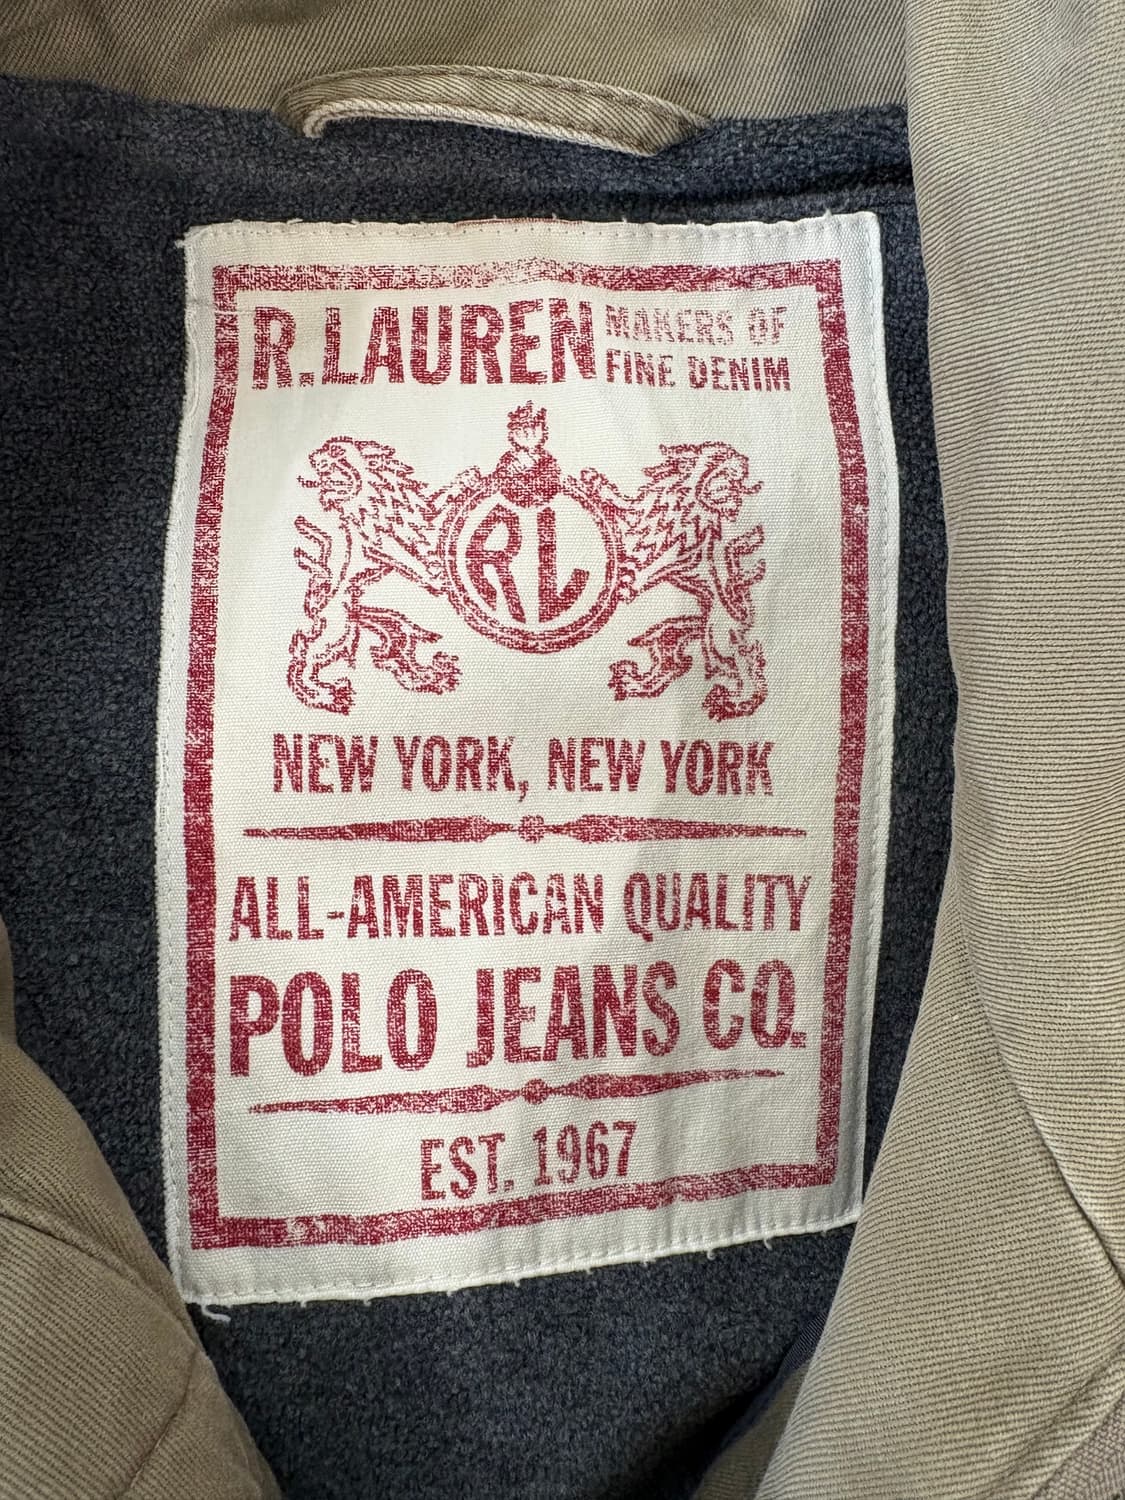 R. LAUREN MAKERS OF
FINE DENIM
RL
NEW YORK, NEW YORK
ALL-AMERICAN QUALITY
POLO JEANS CO.
EST. 1967